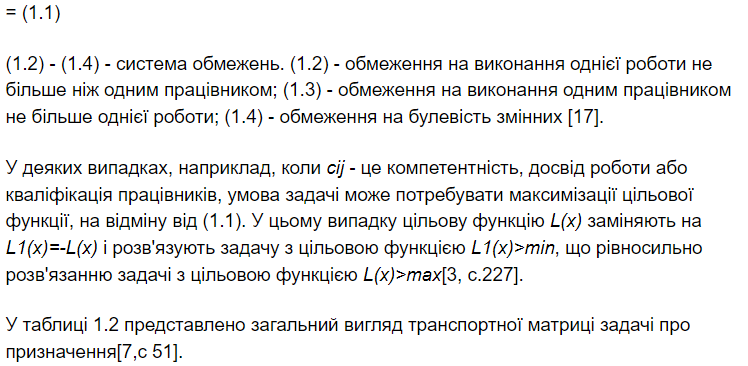 = (1.1)
(1.2) - (1.4) - система обмежень. (1.2) - обмеження на виконання однієї роботи не
більше ніж одним працівником; (1.3) - обмеження на виконання одним працівником
не більше однієї роботи; (1.4) - обмеження на булевість змінних [17].
У деяких випадках, наприклад, коли cij - це компетентність, досвід роботи або
кваліфікація працівників, умова задачі може потребувати максимізації цільової
функції, на відміну від (1.1). У цьому випадку цільову функцію L(x) заміняють на
L1(x)=-L(x) і розв'язують задачу з цільовою функцією L1(x)>min, що рівносильно
розв'язанню задачі з цільовою функцією L(x)>max[3, с.227].
У таблиці 1.2 представлено загальний вигляд транспортної матриці задачі про
призначення[7,с 51].